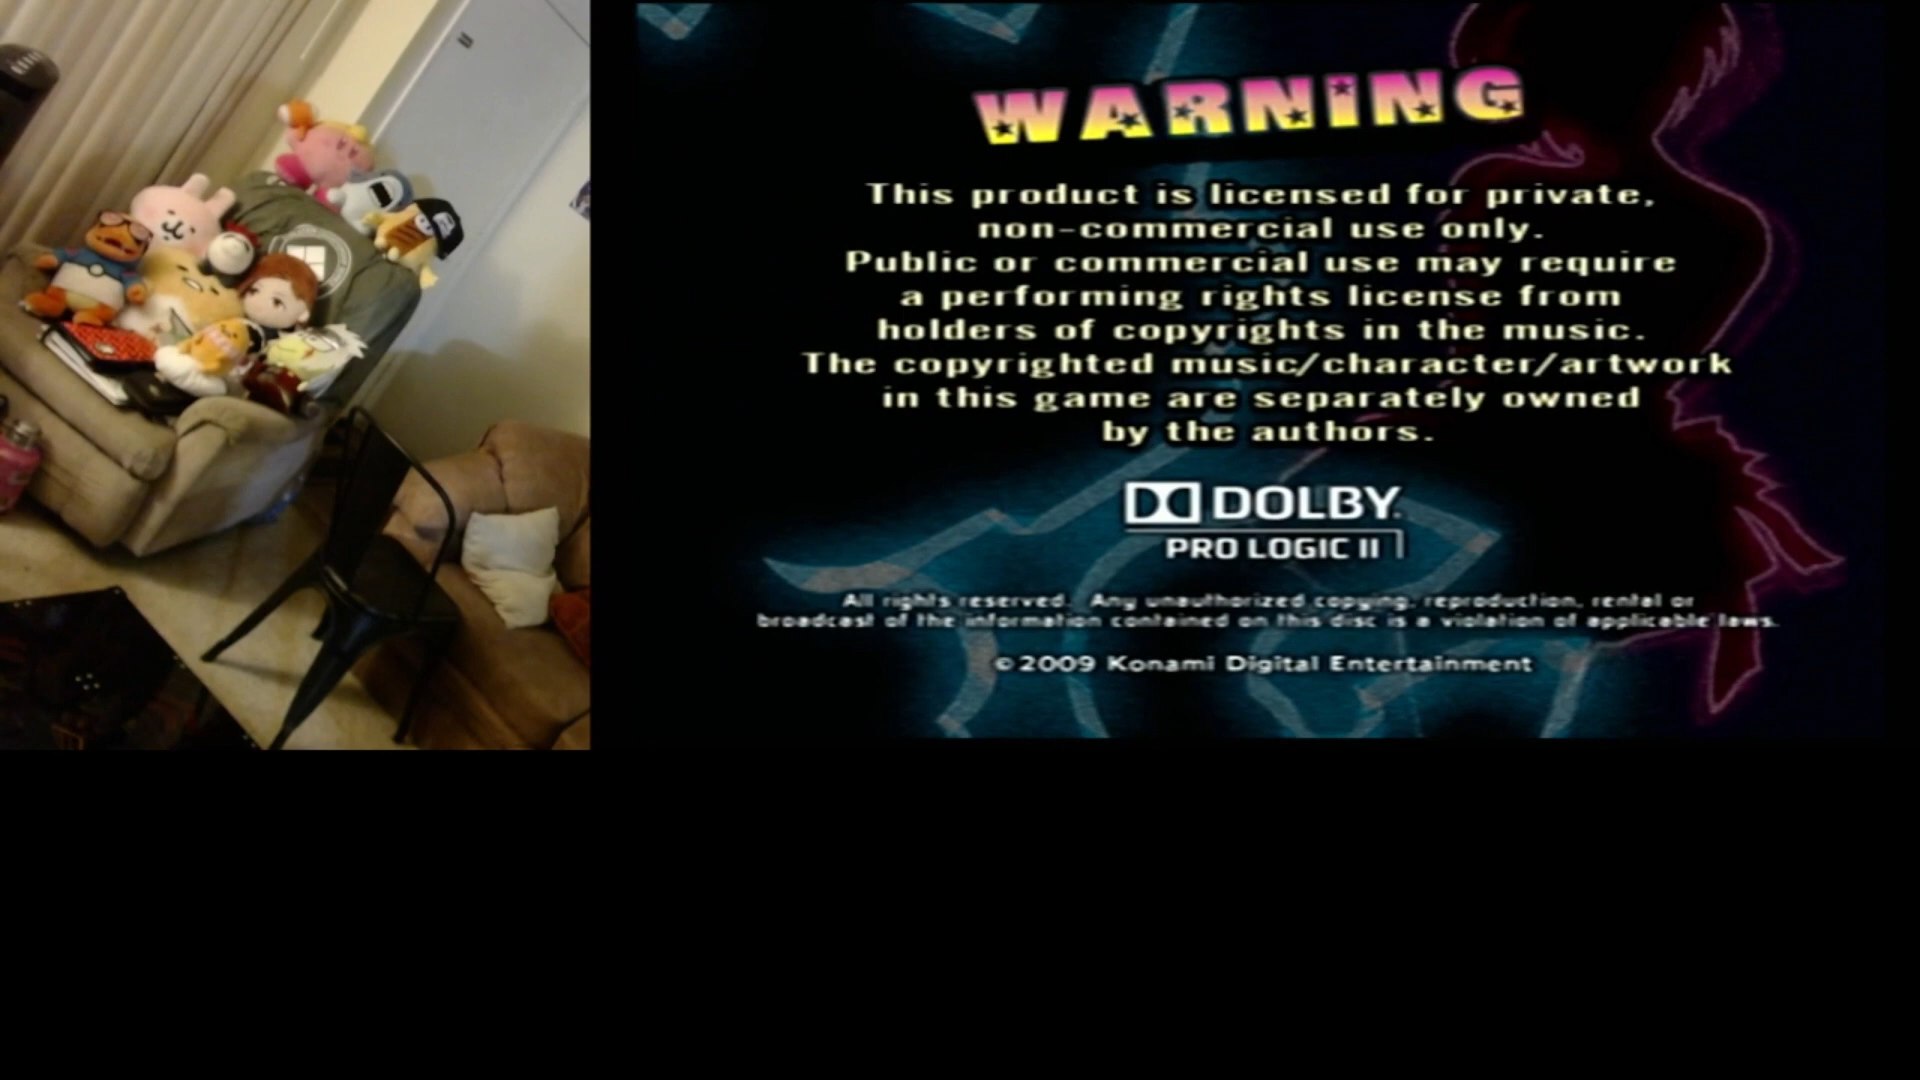 WARNING
This product is licensed for private,
non-commercial use only.
Public or commercial use may require
a performing rights license from
holders of copyrights in the music.
The copyrighted music/character/artwork
in this game are separately owned
by the authors.
DOLBY
PRO LOGIC II
All rights reserved. Any unauthorized copying, reproduction, rental or
broadcast of the information contained on this disc is a violation of applicable laws.
©2009 Konami Digital Entertainment